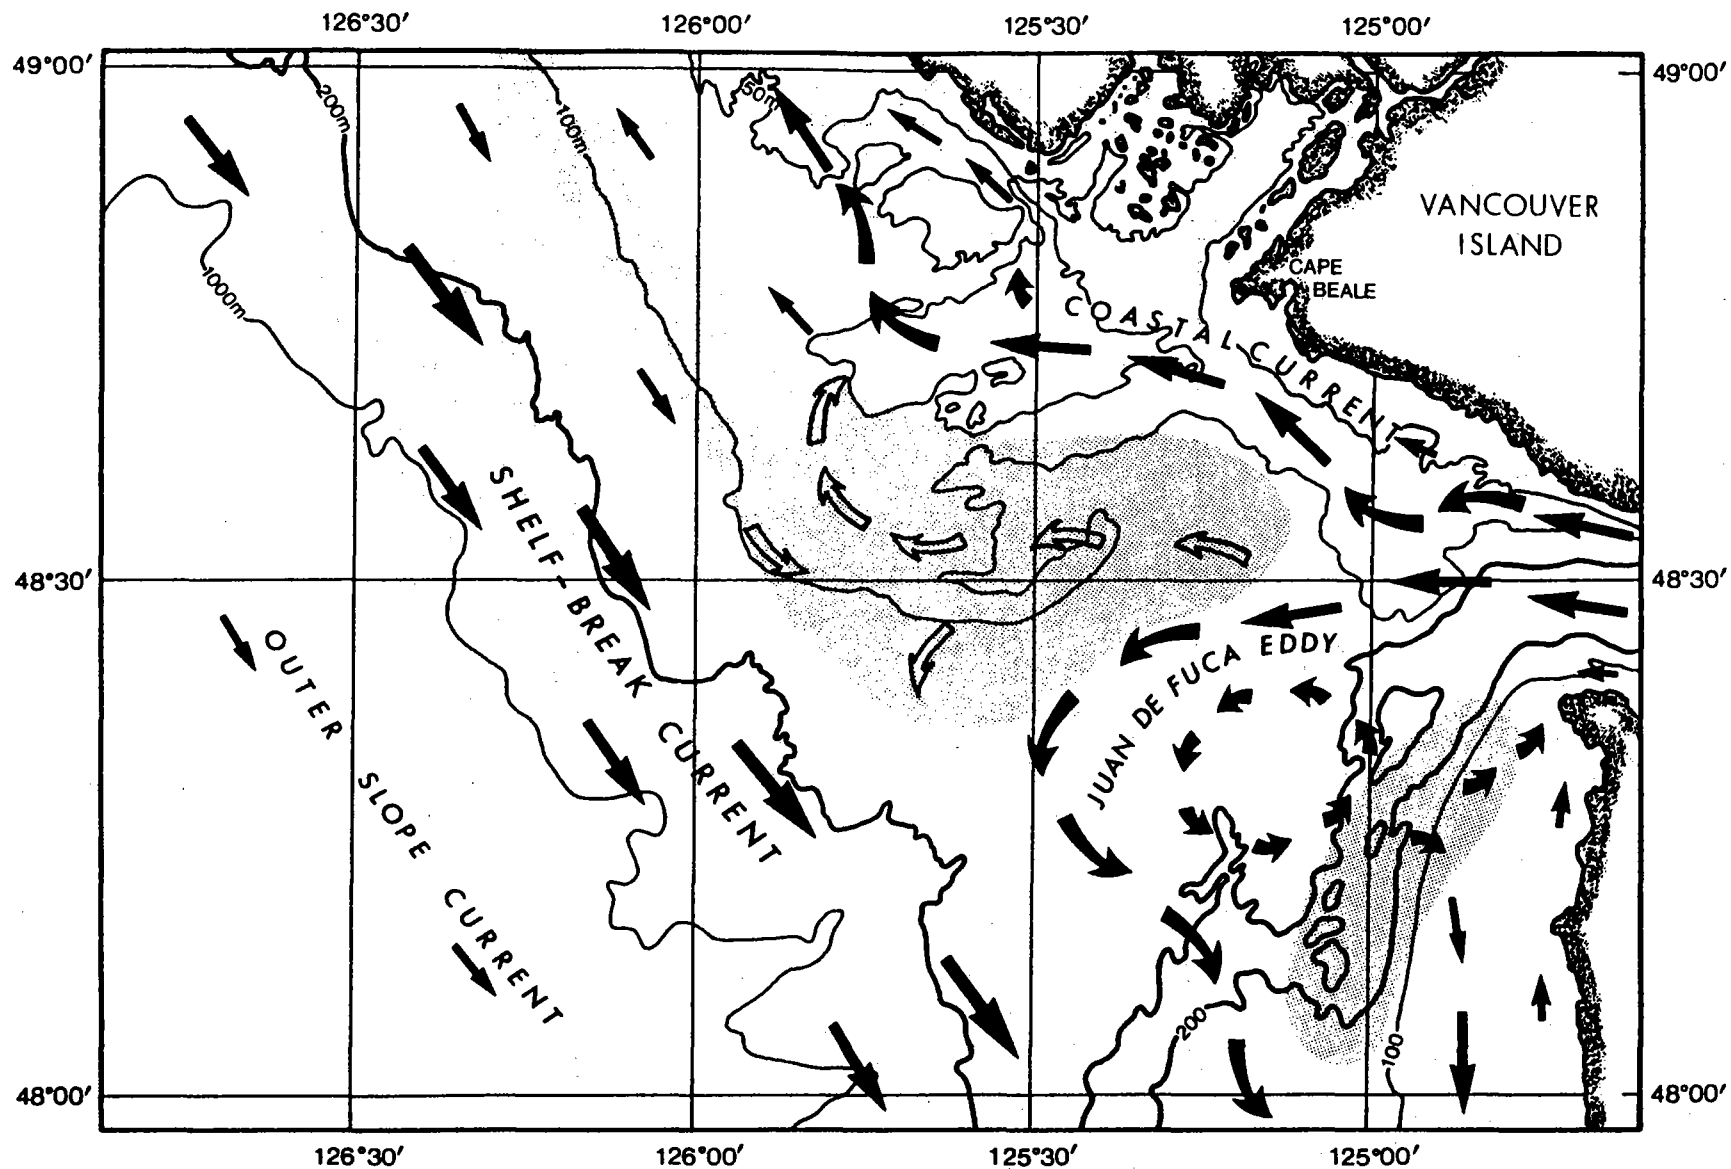 126°30′ 126°00′ 125°30′ 125°00′
49°00′ 49°00′
200m
100m
50m
VANCOUVER
ISLAND
CAPE
BEALE
1000m
COASTAL CURRENT
SHELF-BREAK CURRENT
48°30′ 48°30′
OUTER SLOPE CURRENT
JUAN DE FUCA EDDY
200
100
48°00′ 48°00′
126°30′ 126°00′ 125°30′ 125°00′